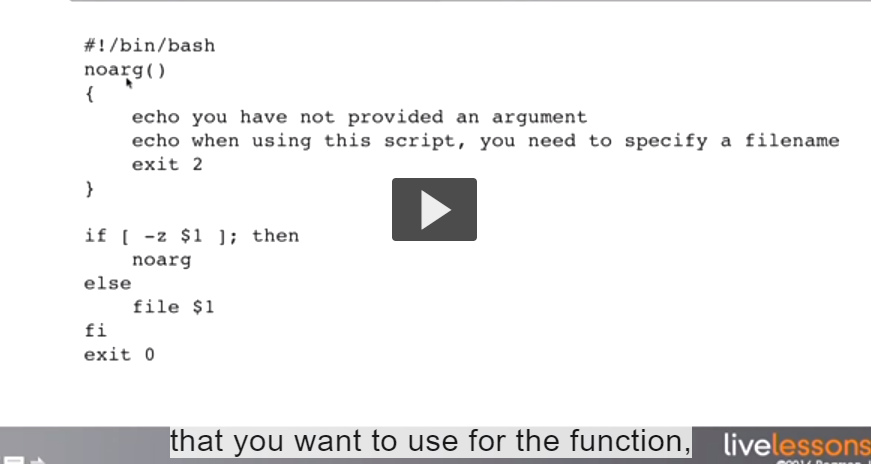 #!/bin/bash
noarg()
{
    echo you have not provided an argument
    echo when using this script, you need to specify a filename
    exit 2
}
if [ -z $1 ]; then
    noarg
else
    file $1
fi
exit 0
that you want to use for the function,
livelessons